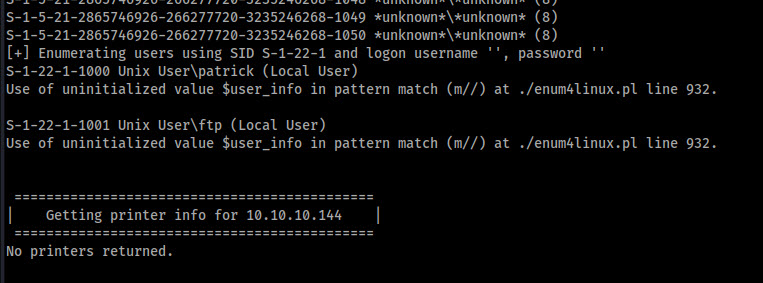 S-1-5-21-2865746926-266277720-3235246268-1048 *unknown*\*unknown* (8)
S-1-5-21-2865746926-266277720-3235246268-1049 *unknown*\*unknown* (8)
S-1-5-21-2865746926-266277720-3235246268-1050 *unknown*\*unknown* (8)
[+] Enumerating users using SID S-1-22-1 and logon username '', password ''
S-1-22-1-1000 Unix User\patrick (Local User)
Use of uninitialized value $user_info in pattern match (m//) at ./enum4linux.pl line 932.

S-1-22-1-1001 Unix User\ftp (Local User)
Use of uninitialized value $user_info in pattern match (m//) at ./enum4linux.pl line 932.

 =============================================
|    Getting printer info for 10.10.10.144    |
 =============================================
No printers returned.